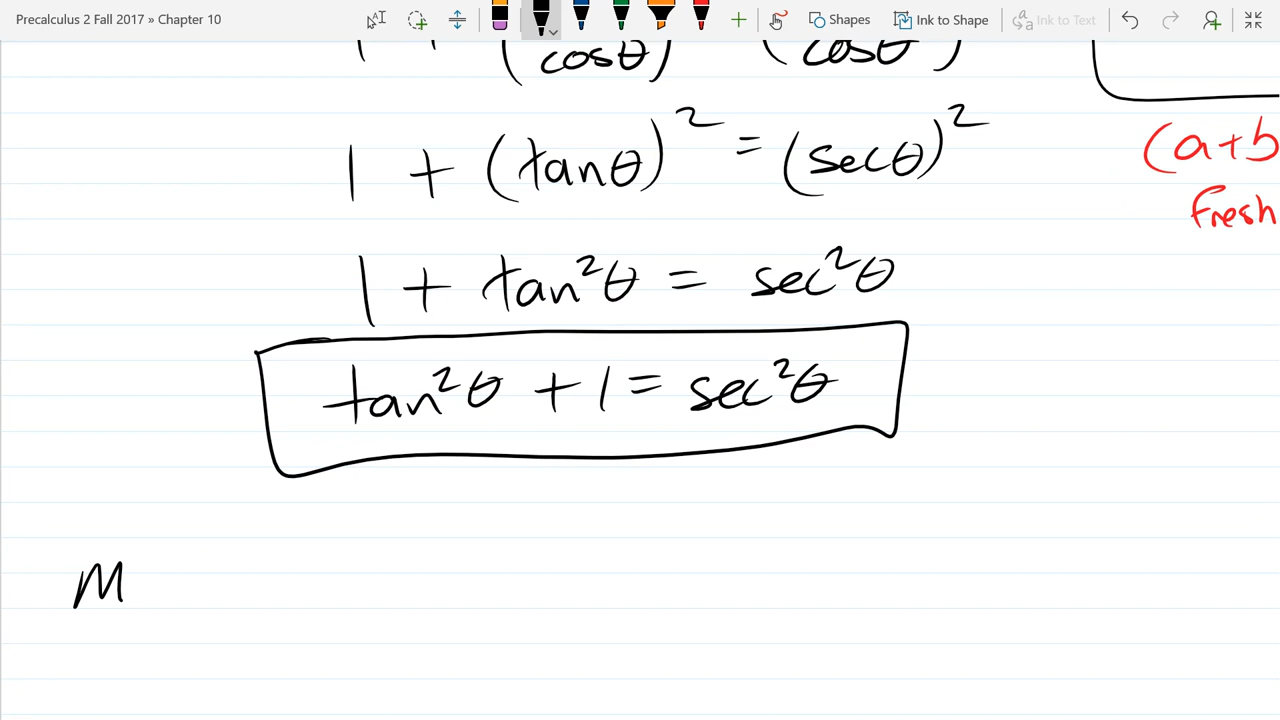 Precalculus 2 Fall 2017 » Chapter 10
Shapes
Ink to Shape
Ink to Text
(cosθ) (cosθ)
1 + (tanθ)² = (secθ)²
(a+b
Fresh
1 + tan²θ = sec²θ
tan²θ + 1 = sec²θ
M